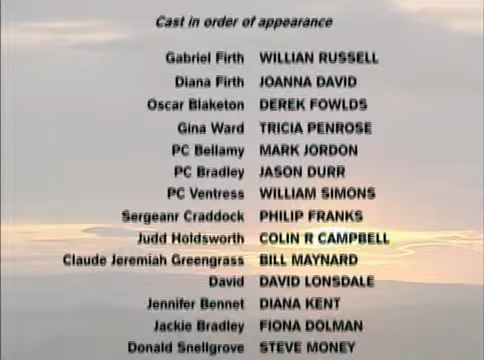 Cast in order of appearance
Gabriel Firth WILLIAN RUSSELL
Diana Firth JOANNA DAVID
Oscar Blaketon DEREK FOWLDS
Gina Ward TRICIA PENROSE
PC Bellamy MARK JORDON
PC Bradley JASON DURR
PC Ventress WILLIAM SIMONS
Sergeanr Craddock PHILIP FRANKS
Judd Holdsworth COLIN R CAMPBELL
Claude Jeremiah Greengrass BILL MAYNARD
David DAVID LONSDALE
Jennifer Bennet DIANA KENT
Jackie Bradley FIONA DOLMAN
Donald Snellgrove STEVE MONEY